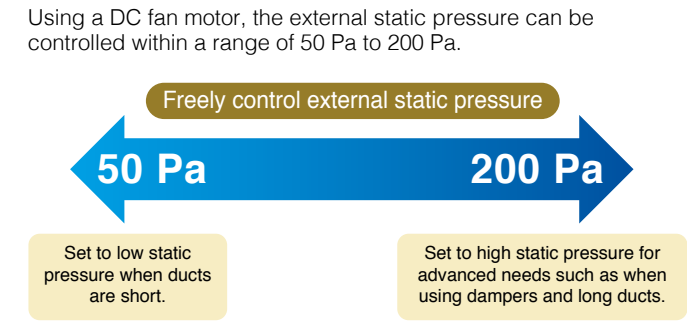 Using a DC fan motor, the external static pressure can be
controlled within a range of 50 Pa to 200 Pa.
Freely control external static pressure
50 Pa
200 Pa
Set to low static
pressure when ducts
are short.
Set to high static pressure for
advanced needs such as when
using dampers and long ducts.